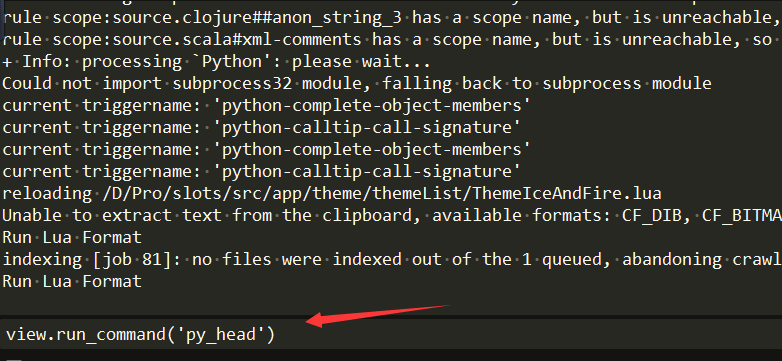 rule scope:source.clojure##anon_string_3 has a scope name, but is unreachable,
rule scope:source.scala#xml-comments has a scope name, but is unreachable, so
+ Info: processing `Python': please wait...
Could not import subprocess32 module, falling back to subprocess module
current triggername: 'python-complete-object-members'
current triggername: 'python-calltip-call-signature'
current triggername: 'python-complete-object-members'
current triggername: 'python-calltip-call-signature'
reloading /D/Pro/slots/src/app/theme/themeList/ThemeIceAndFire.lua
Unable to extract text from the clipboard, available formats: CF_DIB, CF_BITMA
Run Lua Format
indexing [job 81]: no files were indexed out of the 1 queued, abandoning crawl
Run Lua Format
view.run_command('py_head')